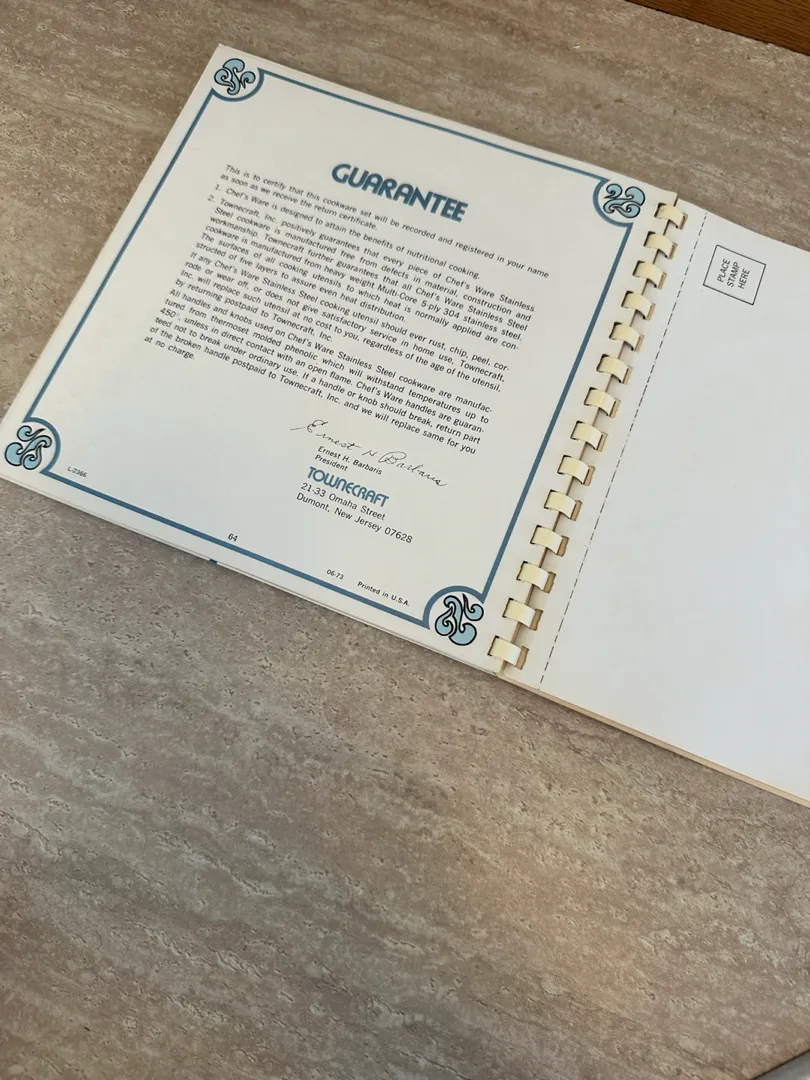 GUARANTEE
This is to certify that this cookware set will be recorded and registered in your name
as soon as we receive the return certificate.
1. Chef's Ware is designed to attain the benefits of nutritional cooking.
2. Townecraft, Inc. positively guarantees that every piece of Chef's Ware Stainless
Steel cookware is manufactured free from defects in material, construction and
workmanship. Townecraft further guarantees that all Chef's Ware Stainless Steel
cookware is manufactured from heavy weight Multi-Core 5 ply 304 stainless steel.
The surfaces of all cooking utensils to which heat is normally applied are con-
structed of five layers to assure even heat distribution.
If any Chef's Ware Stainless Steel cooking utensil should ever rust, chip, peel, cor-
rode or wear off, or does not give satisfactory service in home use, Townecraft,
Inc. will replace such utensil at no cost to you, regardless of the age of the utensil,
by returning postpaid to Townecraft, Inc.
All handles and knobs used on Chef's Ware Stainless Steel cookware are manufac-
tured from thermoset molded phenolic which will withstand temperatures up to
450°, unless in direct contact with an open flame. Chef's Ware handles are guaran-
teed not to break under ordinary use. If a handle or knob should break, return part
of the broken handle postpaid to Townecraft, Inc. and we will replace same for you
at no charge.
Ernest H Barbaris
Ernest H. Barbaris
President
TOWNECRAFT
21-33 Omaha Street
Dumont, New Jersey 07628
L-2366
64
06-73 Printed in U.S.A.
PLACE
STAMP
HERE